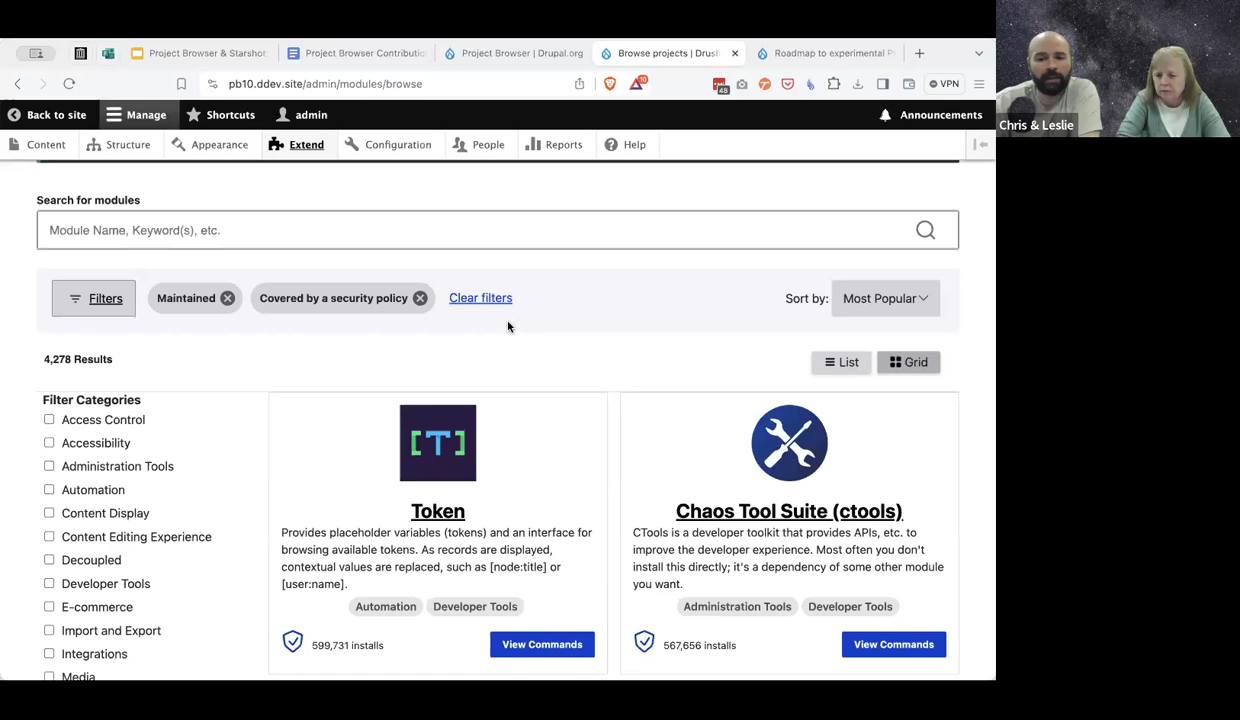 Project Browser & Starshot
Project Browser Contributio
Project Browser | Drupal.org
Browse projects | Drush
Roadmap to experimental P
pb10.ddev.site/admin/modules/browse
48
10
VPN
Back to site
Manage
Shortcuts
admin
Announcements
Chris & Leslie
Content
Structure
Appearance
Extend
Configuration
People
Reports
Help
Search for modules
Module Name, Keyword(s), etc.
Filters
Maintained
Covered by a security policy
Clear filters
Sort by:
Most Popular
4,278 Results
List
Grid
Filter Categories
Access Control
Accessibility
Administration Tools
Automation
Content Display
Content Editing Experience
Decoupled
Developer Tools
E-commerce
Import and Export
Integrations
Media
[T]
Token
Provides placeholder variables (tokens) and an interface for
browsing available tokens. As records are displayed,
contextual values are replaced, such as [node:title] or
[user:name].
Automation
Developer Tools
599,731 installs
View Commands
Chaos Tool Suite (ctools)
CTools is a developer toolkit that provides APIs, etc. to
improve the developer experience. Most often you don't
install this directly; it's a dependency of some other module
you want.
Administration Tools
Developer Tools
567,656 installs
View Commands